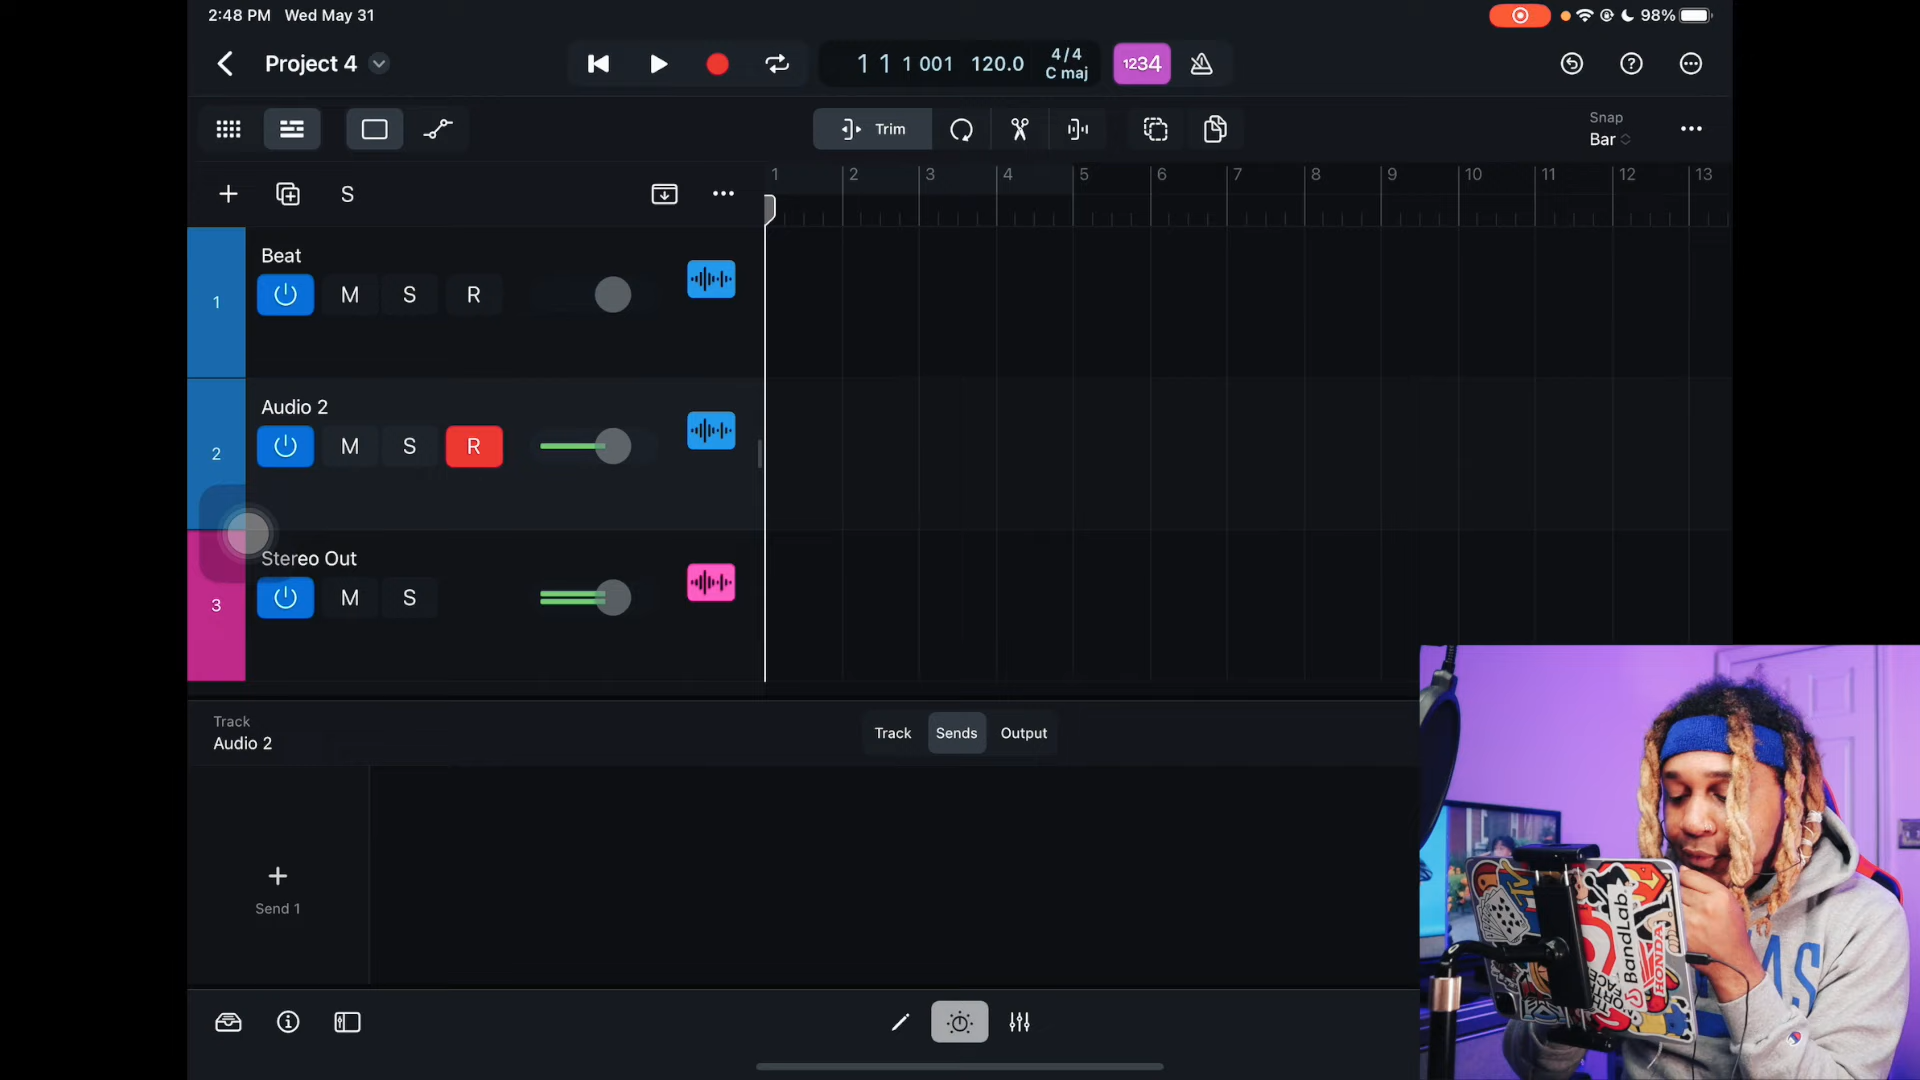 2:48 PM Wed May 31
98%
Project 4
1 1 1 001 120.0
4/4
C maj
1234
Trim
Snap
Bar
S
1 2 3 4 5 6 7 8 9 10 11 12 13
1
Beat
M S R
2
Audio 2
M S R
3
Stereo Out
M S
Track
Audio 2
Track Sends Output
Send 1
BandLab
HONDA